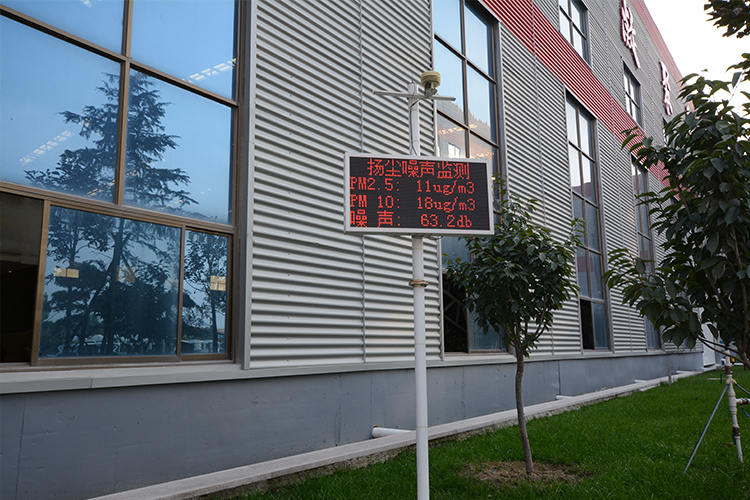 扬尘噪声监测
PM2.5: 11ug/m3
PM 10: 18ug/m3
噪 声: 63.2db